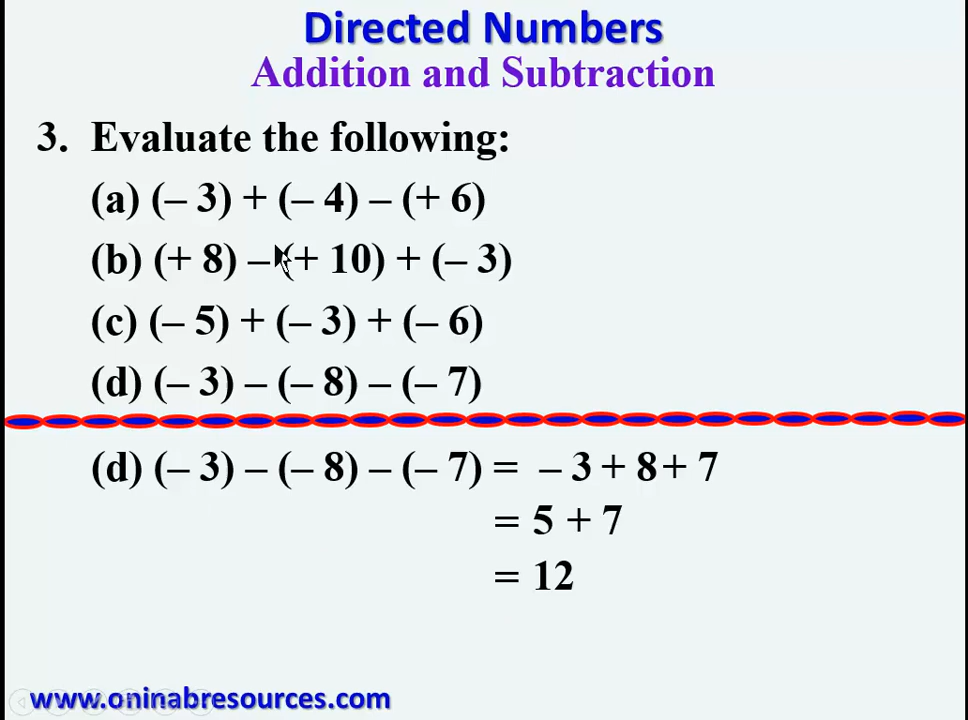 Directed Numbers
Addition and Subtraction
3. Evaluate the following:
(a) (– 3) + (– 4) – (+ 6)
(b) (+ 8) – (+ 10) + (– 3)
(c) (– 5) + (– 3) + (– 6)
(d) (– 3) – (– 8) – (– 7)
(d) (– 3) – (– 8) – (– 7) = – 3 + 8 + 7
= 5 + 7
= 12
www.oninabresources.com